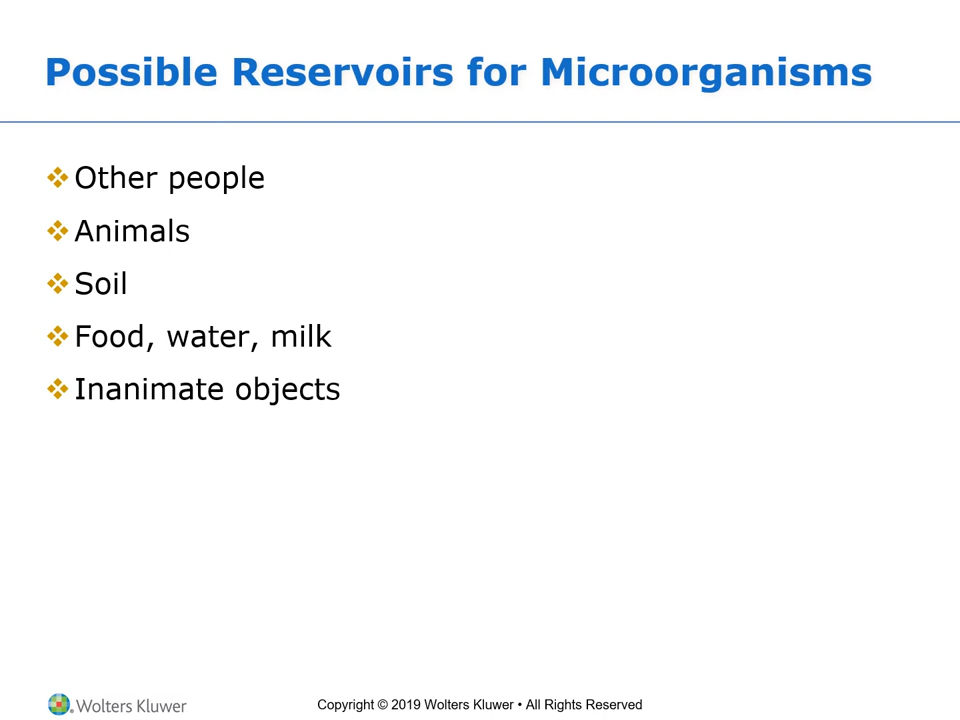 Possible Reservoirs for Microorganisms
❖Other people
❖Animals
❖Soil
❖Food, water, milk
❖Inanimate objects
Wolters Kluwer
Copyright © 2019 Wolters Kluwer • All Rights Reserved